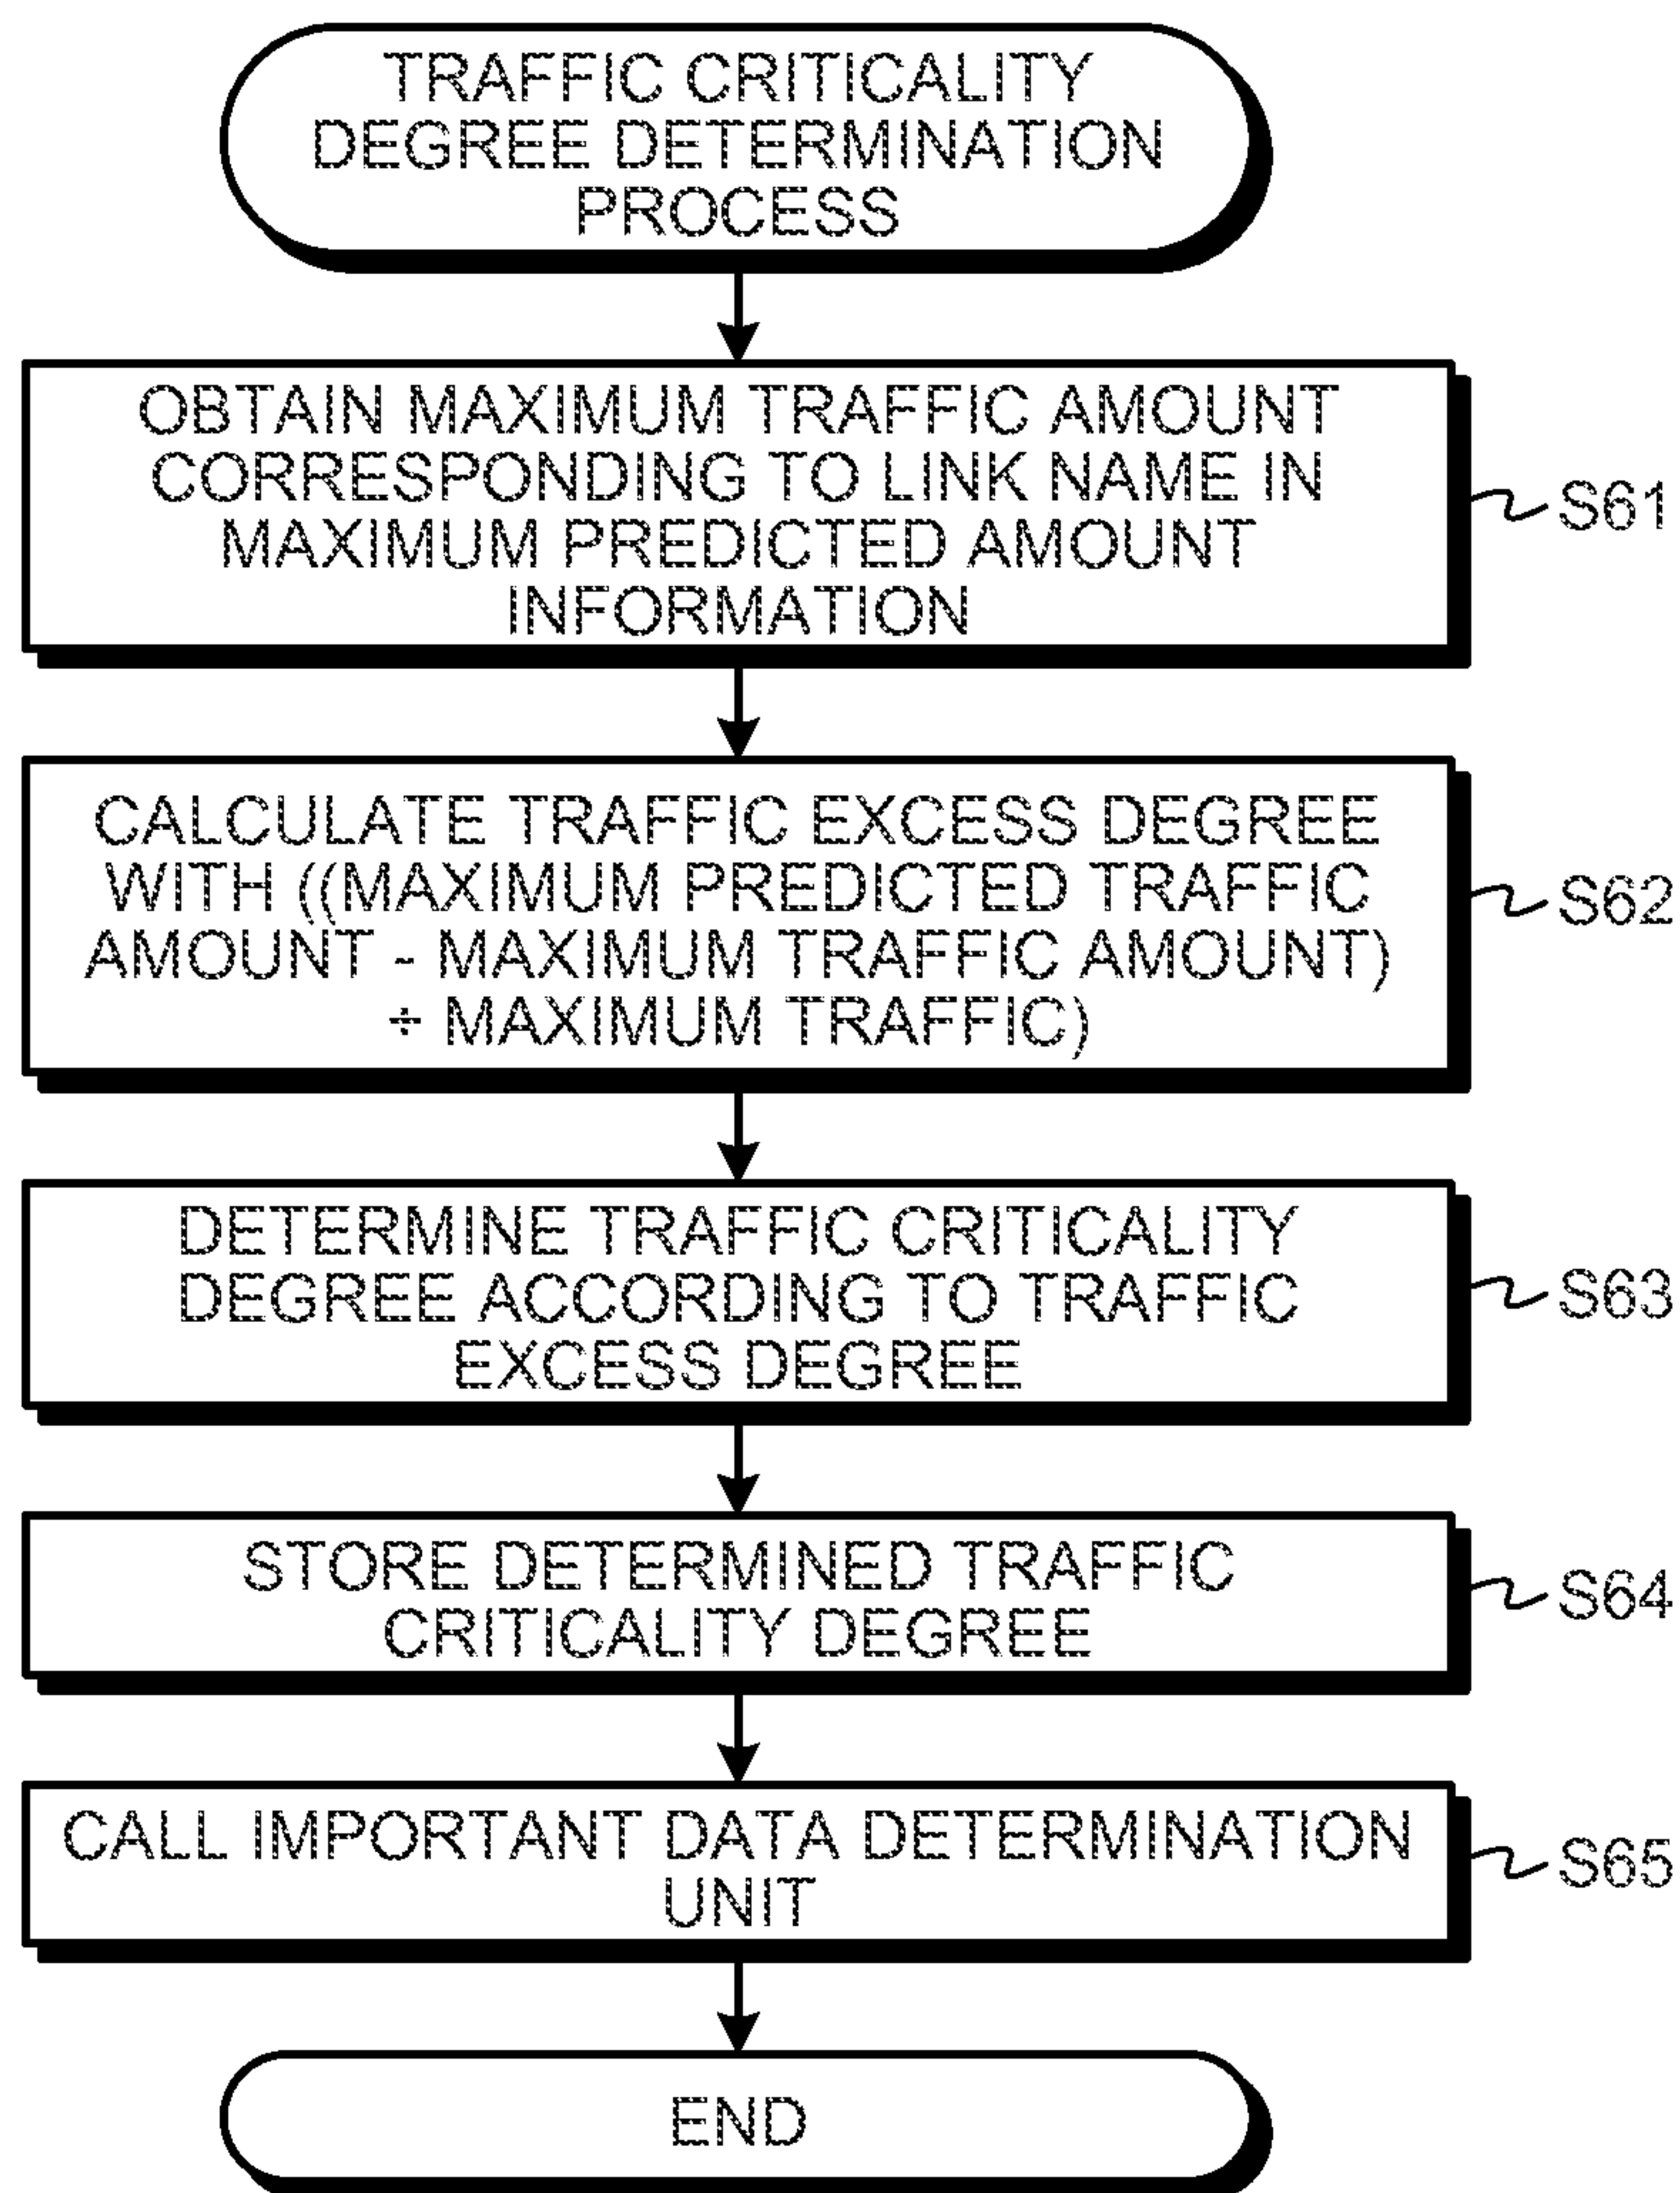 TRAFFIC CRITICALITY
DEGREE DETERMINATION
PROCESS
OBTAIN MAXIMUM TRAFFIC AMOUNT
CORRESPONDING TO LINK NAME IN
MAXIMUM PREDICTED AMOUNT
INFORMATION
S61
CALCULATE TRAFFIC EXCESS DEGREE
WITH ((MAXIMUM PREDICTED TRAFFIC
AMOUNT - MAXIMUM TRAFFIC AMOUNT)
÷ MAXIMUM TRAFFIC)
S62
DETERMINE TRAFFIC CRITICALITY
DEGREE ACCORDING TO TRAFFIC
EXCESS DEGREE
S63
STORE DETERMINED TRAFFIC
CRITICALITY DEGREE
S64
CALL IMPORTANT DATA DETERMINATION
UNIT
S65
END